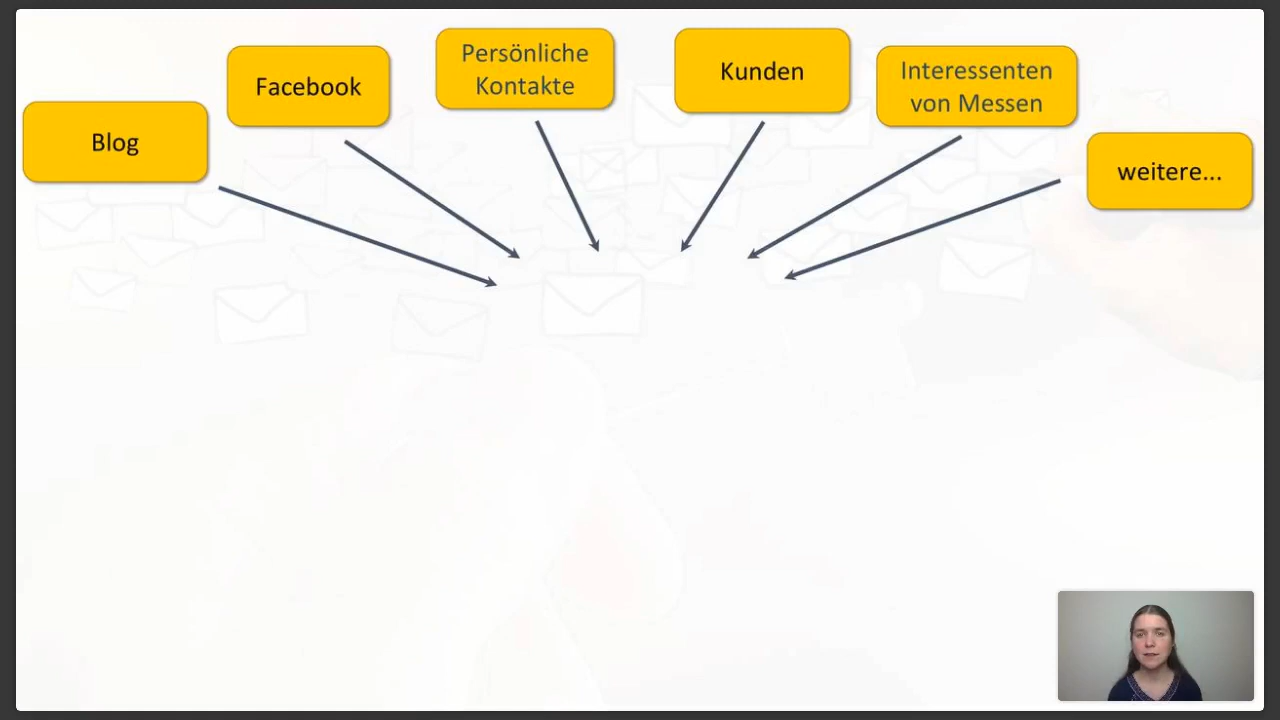 Blog
Facebook
Persönliche
Kontakte
Kunden
Interessenten
von Messen
weitere...